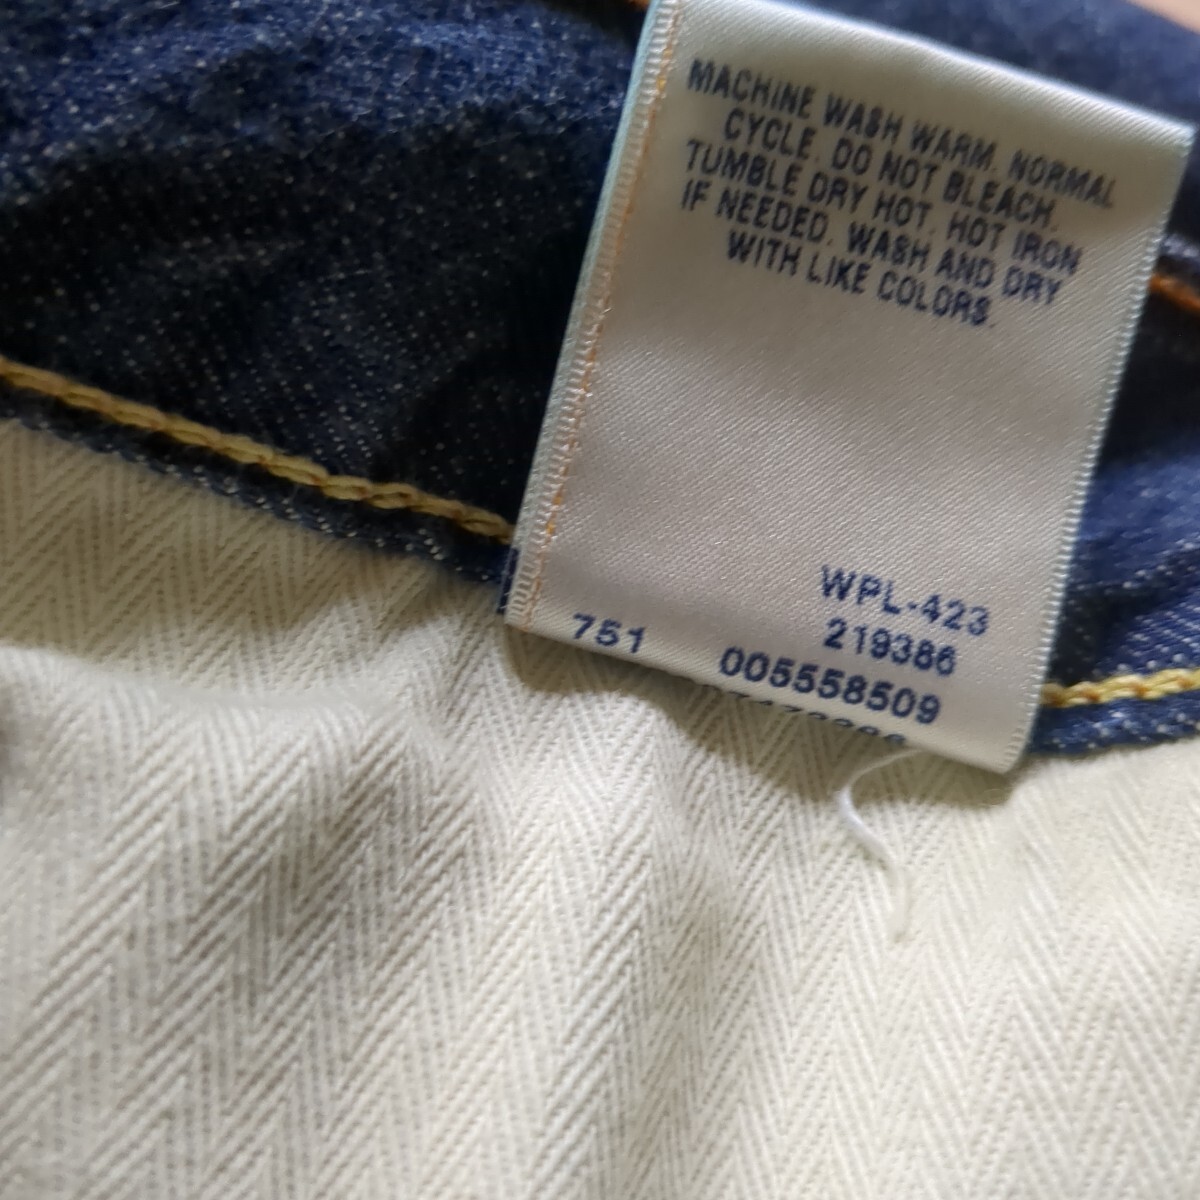 MACHINE WASH WARM. NORMAL
CYCLE. DO NOT BLEACH.
TUMBLE DRY HOT. HOT IRON
IF NEEDED. WASH AND DRY
WITH LIKE COLORS.
WPL-423
219386
751 005558509